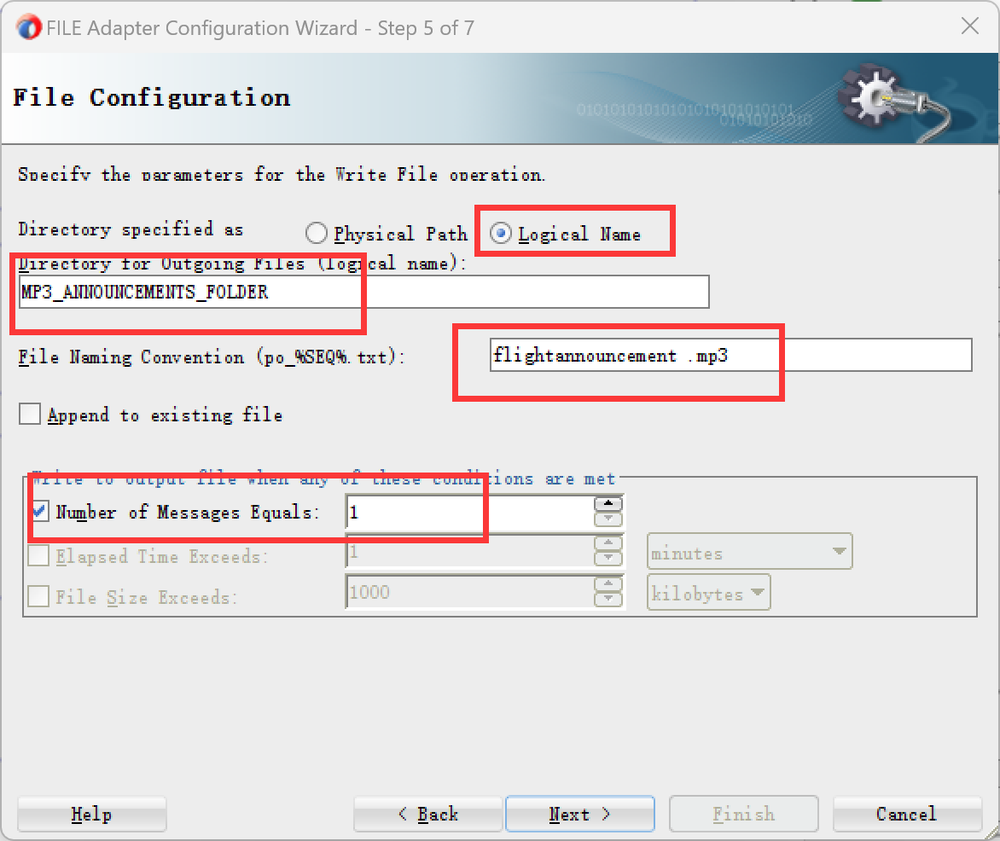 FILE Adapter Configuration Wizard - Step 5 of 7
File Configuration
0101010101010101010101010101
01010101010
Specify the parameters for the Write File operation.
Directory specified as Physical Path Logical Name
Directory for Outgoing Files (logical name):
MP3_ANNOUNCEMENTS_FOLDER
File Naming Convention (po_%SEQ%.txt): flightannouncement .mp3
Append to existing file
Write to output file when any of these conditions are met
Number of Messages Equals: 1
Elapsed Time Exceeds: 1 minutes
File Size Exceeds: 1000 kilobytes
Help < Back Next > Finish Cancel